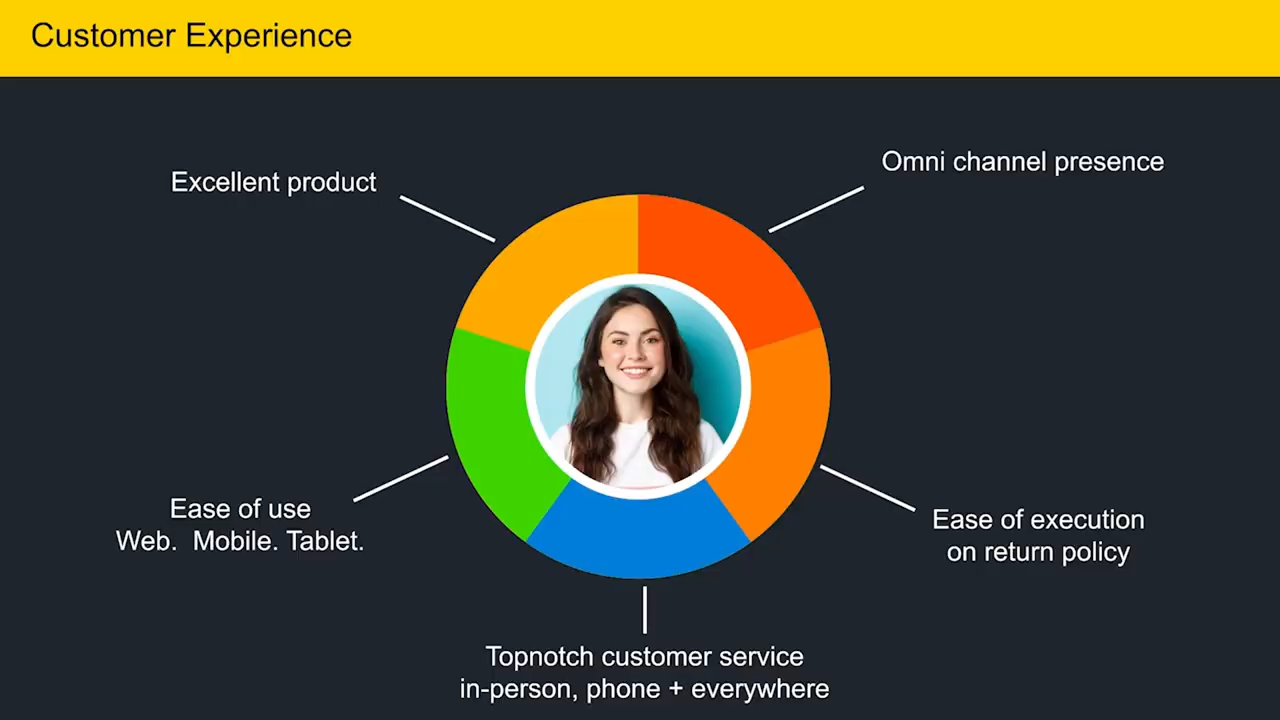 Customer Experience
Excellent product
Omni channel presence
Ease of use
Web.  Mobile. Tablet.
Ease of execution
on return policy
Topnotch customer service
in-person, phone + everywhere